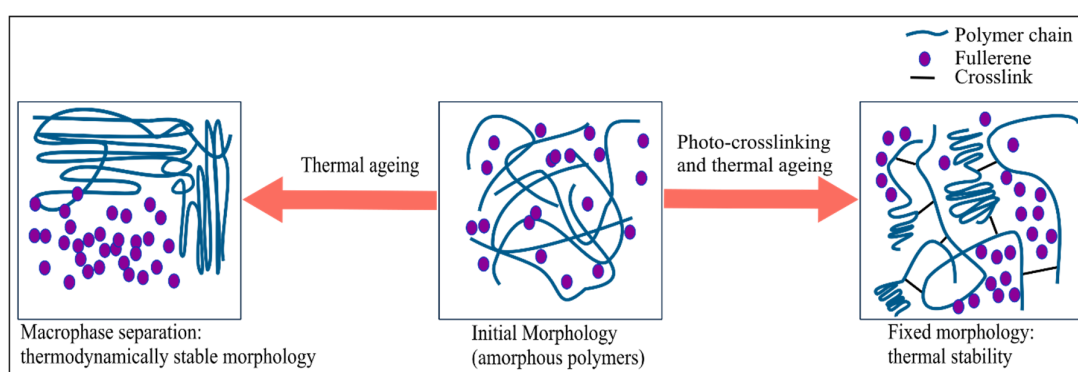 Polymer chain
Fullerene
Crosslink
Thermal ageing
Photo-crosslinking
and thermal ageing
Macrophase separation:
thermodynamically stable morphology
Initial Morphology
(amorphous polymers)
Fixed morphology:
thermal stability